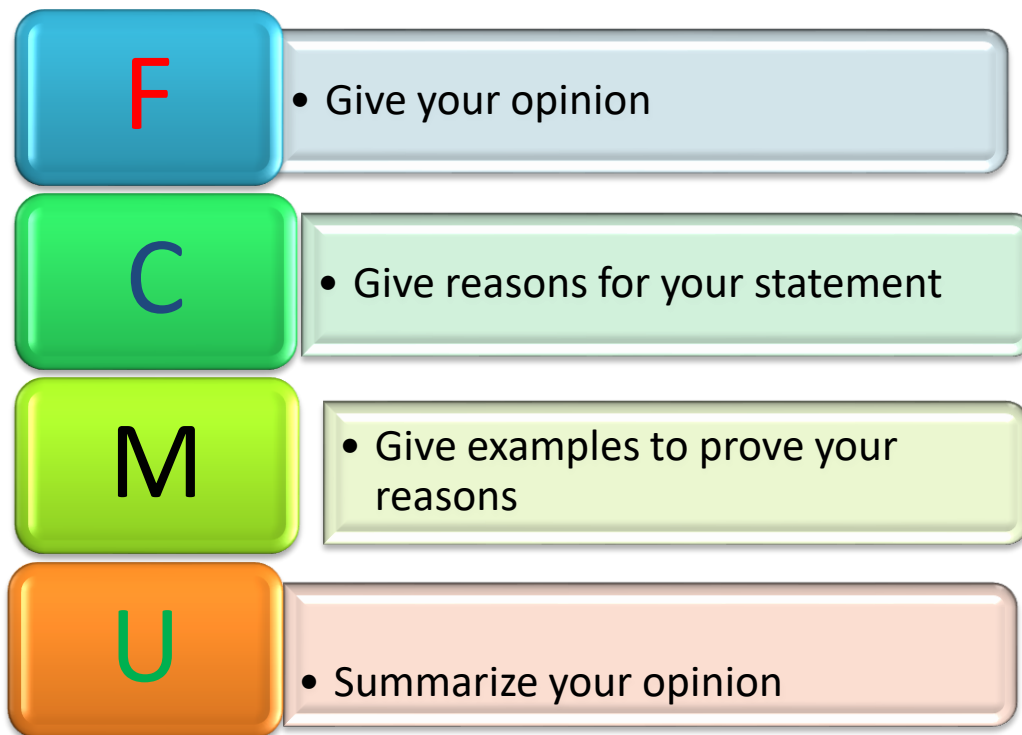 F
• Give your opinion
C
• Give reasons for your statement
M
• Give examples to prove your
reasons
U
• Summarize your opinion